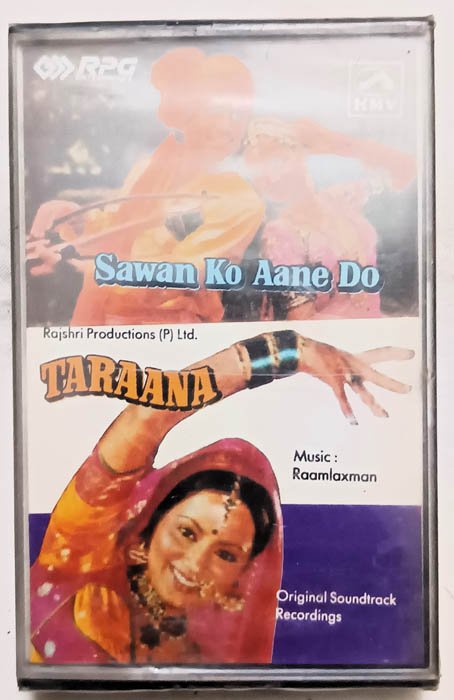 RPG
HMV
Sawan Ko Aane Do
Rajshri Productions (P) Ltd.
TARAANA
Music :
Raamlaxman
Original Soundtrack
Recordings